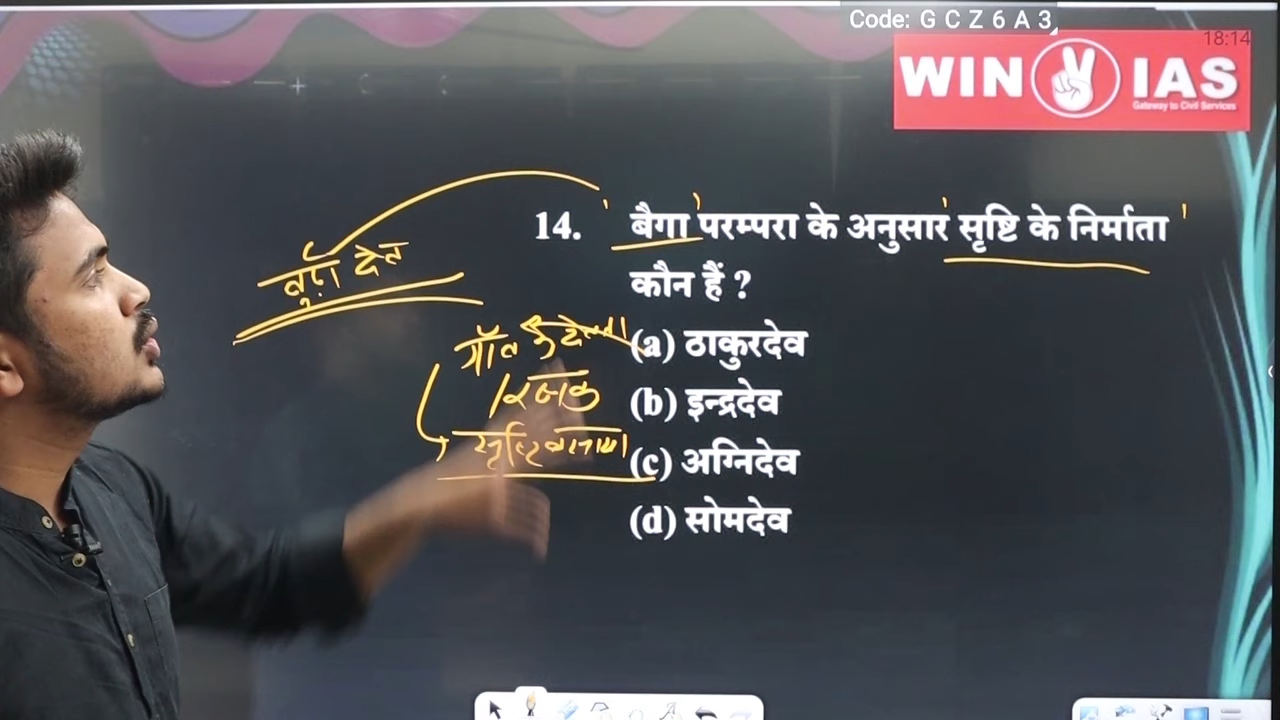 Code: G C Z 6 A 3
18:14
WIN IAS
Gateway to Civil Services
14. बैगा परम्परा के अनुसार सृष्टि के निर्माता
कौन हैं ?
(a) ठाकुरदेव
(b) इन्द्रदेव
(c) अग्निदेव
(d) सोमदेव
बुढ़ा देव